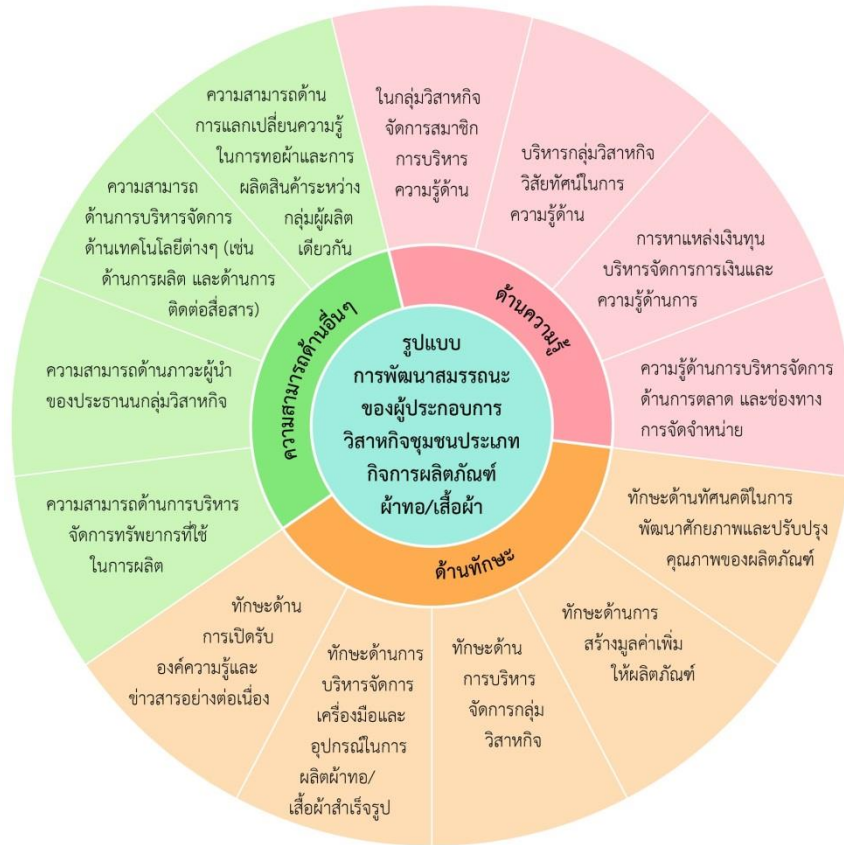 รูปแบบ
การพัฒนาสมรรถนะ
ของผู้ประกอบการ
วิสาหกิจชุมชนประเภท
กิจการผลิตภัณฑ์
ผ้าทอ/เสื้อผ้า
ด้านความรู้
ในกลุ่มวิสาหกิจ
จัดการสมาชิก
การบริหาร
ความรู้ด้าน
บริหารกลุ่มวิสาหกิจ
วิสัยทัศน์ในการ
ความรู้ด้าน
การหาแหล่งเงินทุน
บริหารจัดการการเงินและ
ความรู้ด้านการ
ความรู้ด้านการบริหารจัดการ
ด้านการตลาด และช่องทาง
การจัดจำหน่าย
ด้านทักษะ
ทักษะด้านทัศนคติในการ
พัฒนาศักยภาพและปรับปรุง
คุณภาพของผลิตภัณฑ์
ทักษะด้านการ
สร้างมูลค่าเพิ่ม
ให้ผลิตภัณฑ์
ทักษะด้าน
การบริหาร
จัดการกลุ่ม
วิสาหกิจ
ทักษะด้านการ
บริหารจัดการ
เครื่องมือและ
อุปกรณ์ในการ
ผลิตผ้าทอ/
เสื้อผ้าสำเร็จรูป
ทักษะด้าน
การเปิดรับ
องค์ความรู้และ
ข่าวสารอย่างต่อเนื่อง
ความสามารถด้านอื่นๆ
ความสามารถด้านการบริหาร
จัดการทรัพยากรที่ใช้
ในการผลิต
ความสามารถด้านภาวะผู้นำ
ของประธานนกลุ่มวิสาหกิจ
ความสามารถ
ด้านการบริหารจัดการ
ด้านเทคโนโลยีต่างๆ (เช่น
ด้านการผลิต และด้านการ
ติดต่อสื่อสาร)
ความสามารถด้าน
การแลกเปลี่ยนความรู้
ในการทอผ้าและการ
ผลิตสินค้าระหว่าง
กลุ่มผู้ผลิต
เดียวกัน